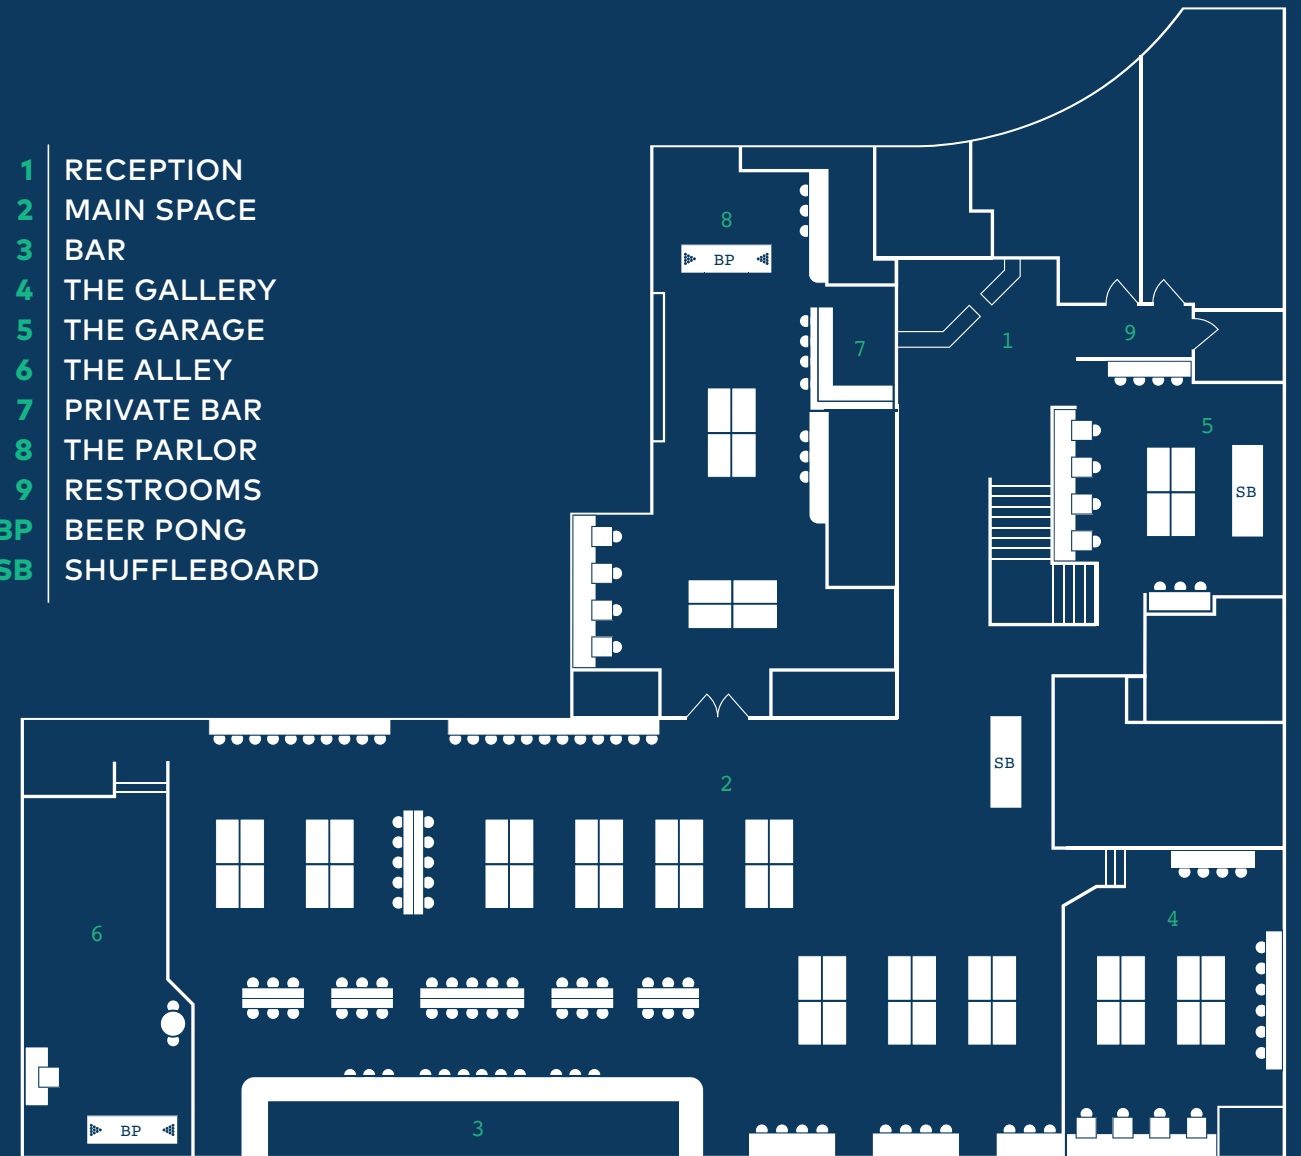 1 RECEPTION
2 MAIN SPACE
3 BAR
4 THE GALLERY
5 THE GARAGE
6 THE ALLEY
7 PRIVATE BAR
8 THE PARLOR
9 RESTROOMS
BP BEER PONG
SB SHUFFLEBOARD
8
BP
7
1
9
5
SB
2
SB
4
6
3
BP